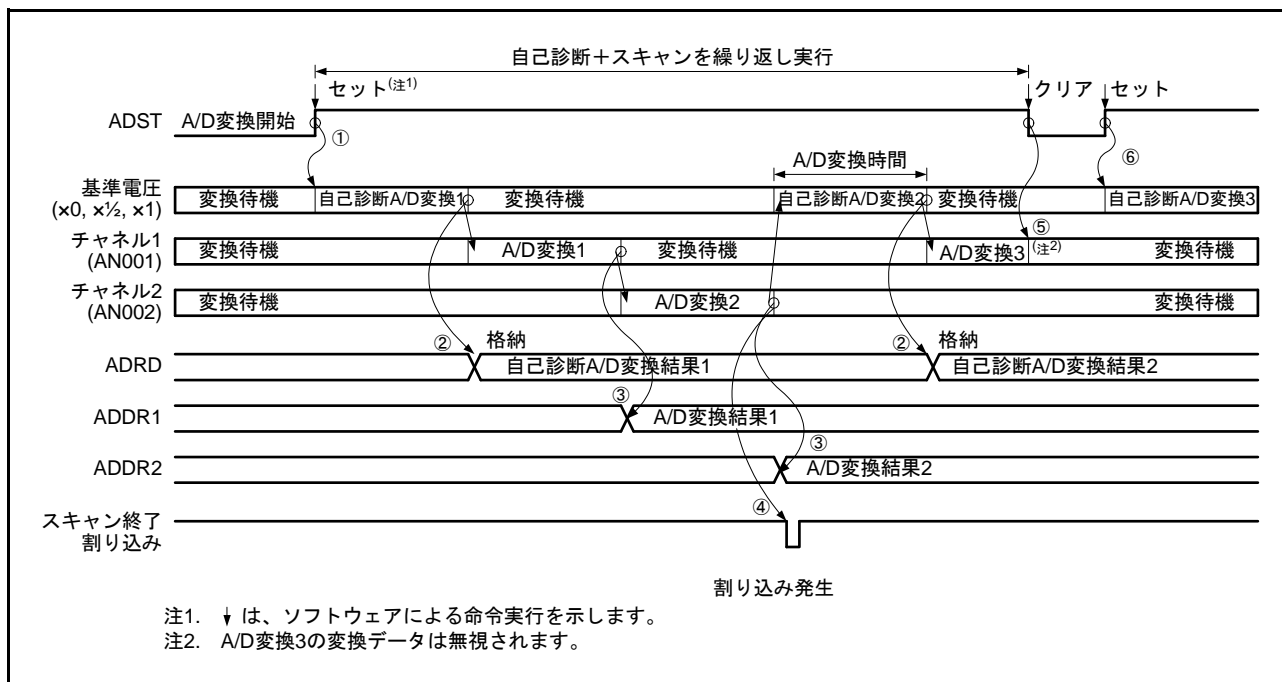 自己診断+スキャンを繰り返し実行
セット(注1)
クリア
セット
ADST
A/D変換開始
①
⑥
A/D変換時間
基準電圧
(×0, ×½, ×1)
変換待機
自己診断A/D変換1
変換待機
自己診断A/D変換2
変換待機
自己診断A/D変換3
⑤
チャネル1
(AN001)
変換待機
A/D変換1
変換待機
A/D変換3
(注2)
変換待機
チャネル2
(AN002)
変換待機
A/D変換2
変換待機
ADRD
②
格納
自己診断A/D変換結果1
②
格納
自己診断A/D変換結果2
ADDR1
③
A/D変換結果1
ADDR2
③
A/D変換結果2
スキャン終了
割り込み
④
割り込み発生
注1. ↓ は、ソフトウェアによる命令実行を示します。
注2. A/D変換3の変換データは無視されます。